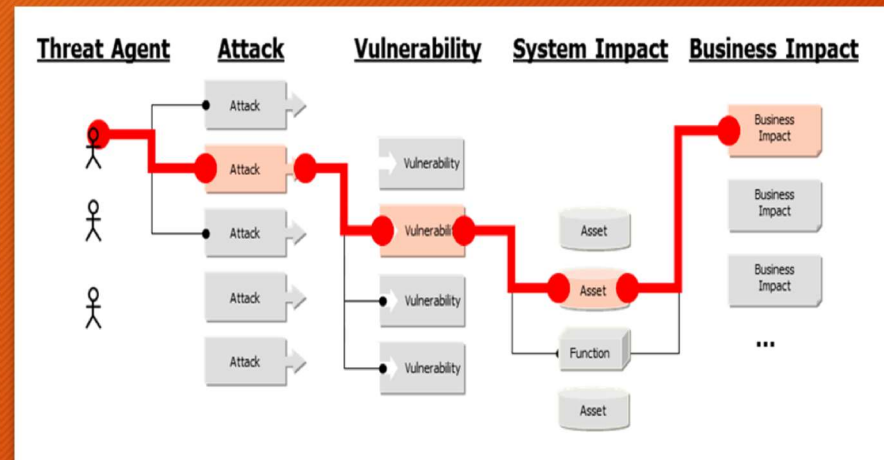 Threat Agent
Attack
Vulnerability
System Impact
Business Impact
Attack
Attack
Attack
Attack
Attack
Vulnerability
Vulnerability
Vulnerability
Vulnerability
Asset
Asset
Function
Asset
Business
Impact
Business
Impact
Business
Impact
...